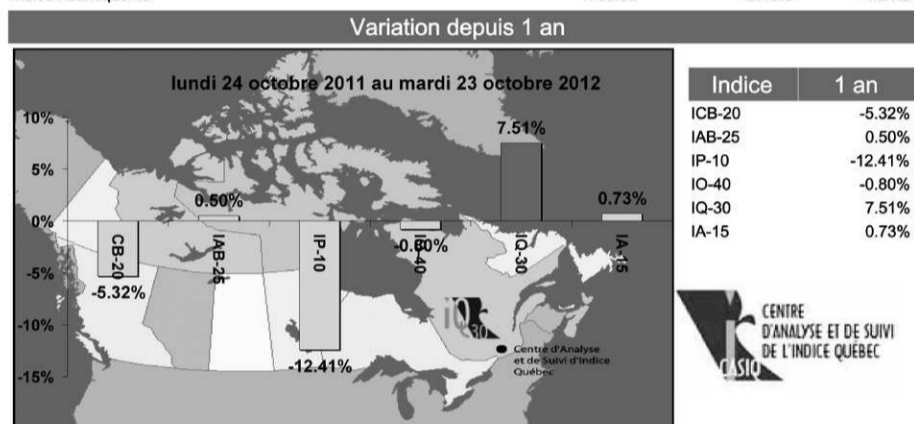 Variation depuis 1 an
lundi 24 octobre 2011 au mardi 23 octobre 2012
10%
5%
0%
-5%
-10%
-15%
CB-20
-5.32%
IAB-25
0.50%
IP-10
-12.41%
-0.80%
IQ-30
7.51%
IA-15
0.73%
iQ30
Centre d'Analyse
et de Suivi d'Indice
Québec
Indice 1 an
ICB-20 -5.32%
IAB-25 0.50%
IP-10 -12.41%
IO-40 -0.80%
IQ-30 7.51%
IA-15 0.73%
CASIQ
CENTRE
D'ANALYSE ET DE SUIVI
DE L'INDICE QUÉBEC